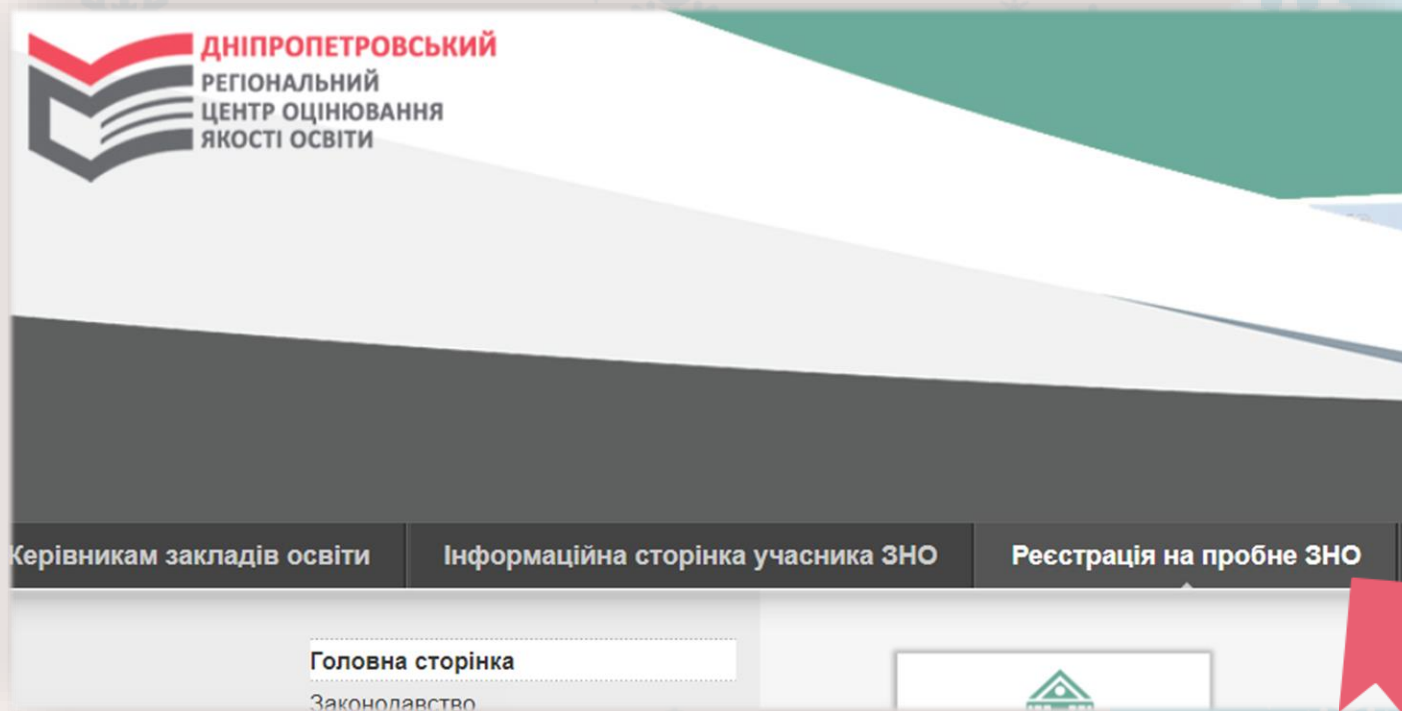 ДНІПРОПЕТРОВСЬКИЙ
РЕГІОНАЛЬНИЙ
ЦЕНТР ОЦІНЮВАННЯ
ЯКОСТІ ОСВІТИ
Керівникам закладів освіти
Інформаційна сторінка учасника ЗНО
Реєстрація на пробне ЗНО
Головна сторінка
Законодавство